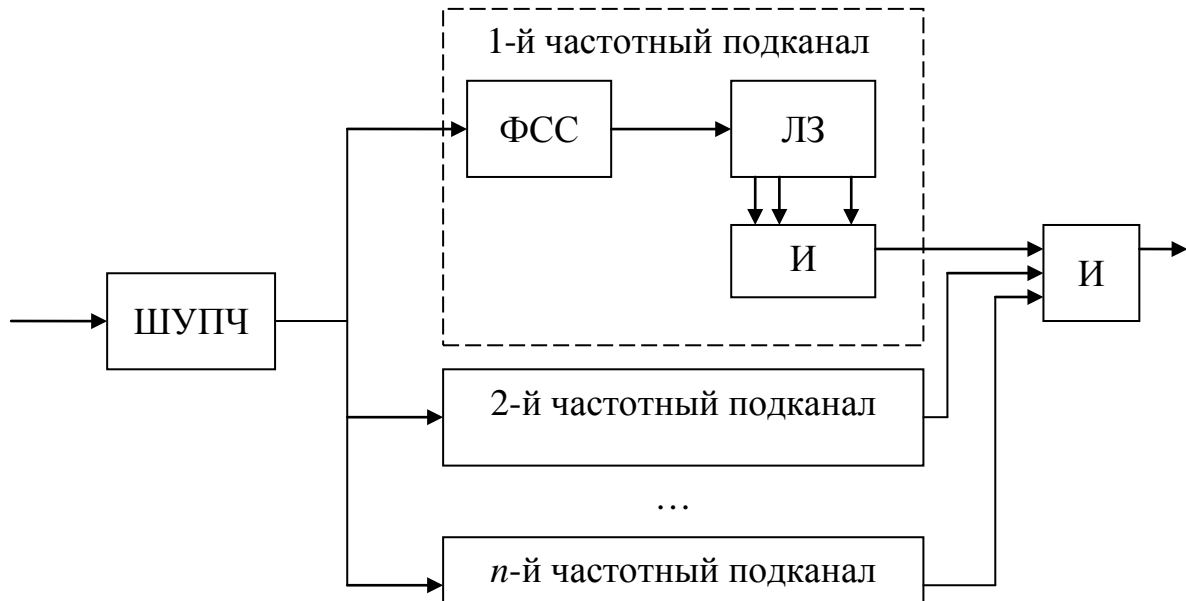 1-й частотный подканал
ФСС
ЛЗ
И
И
ШУПЧ
2-й частотный подканал
…
n-й частотный подканал